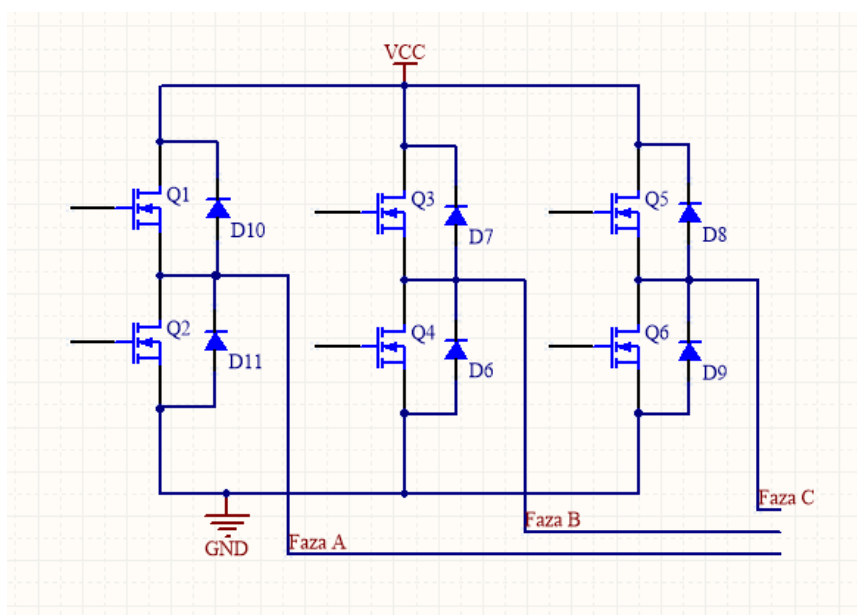 VCC
Q1
D10
Q3
D7
Q5
D8
Q2
D11
Q4
D6
Q6
D9
GND
Faza A
Faza B
Faza C